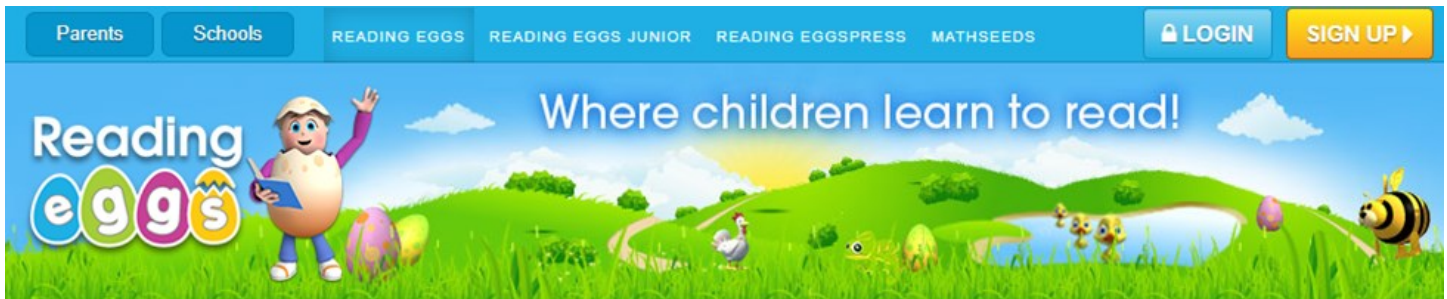 Parents Schools READING EGGS READING EGGS JUNIOR READING EGGSPRESS MATHSEEDS LOGIN SIGN UP
Where children learn to read!
Reading
eggs